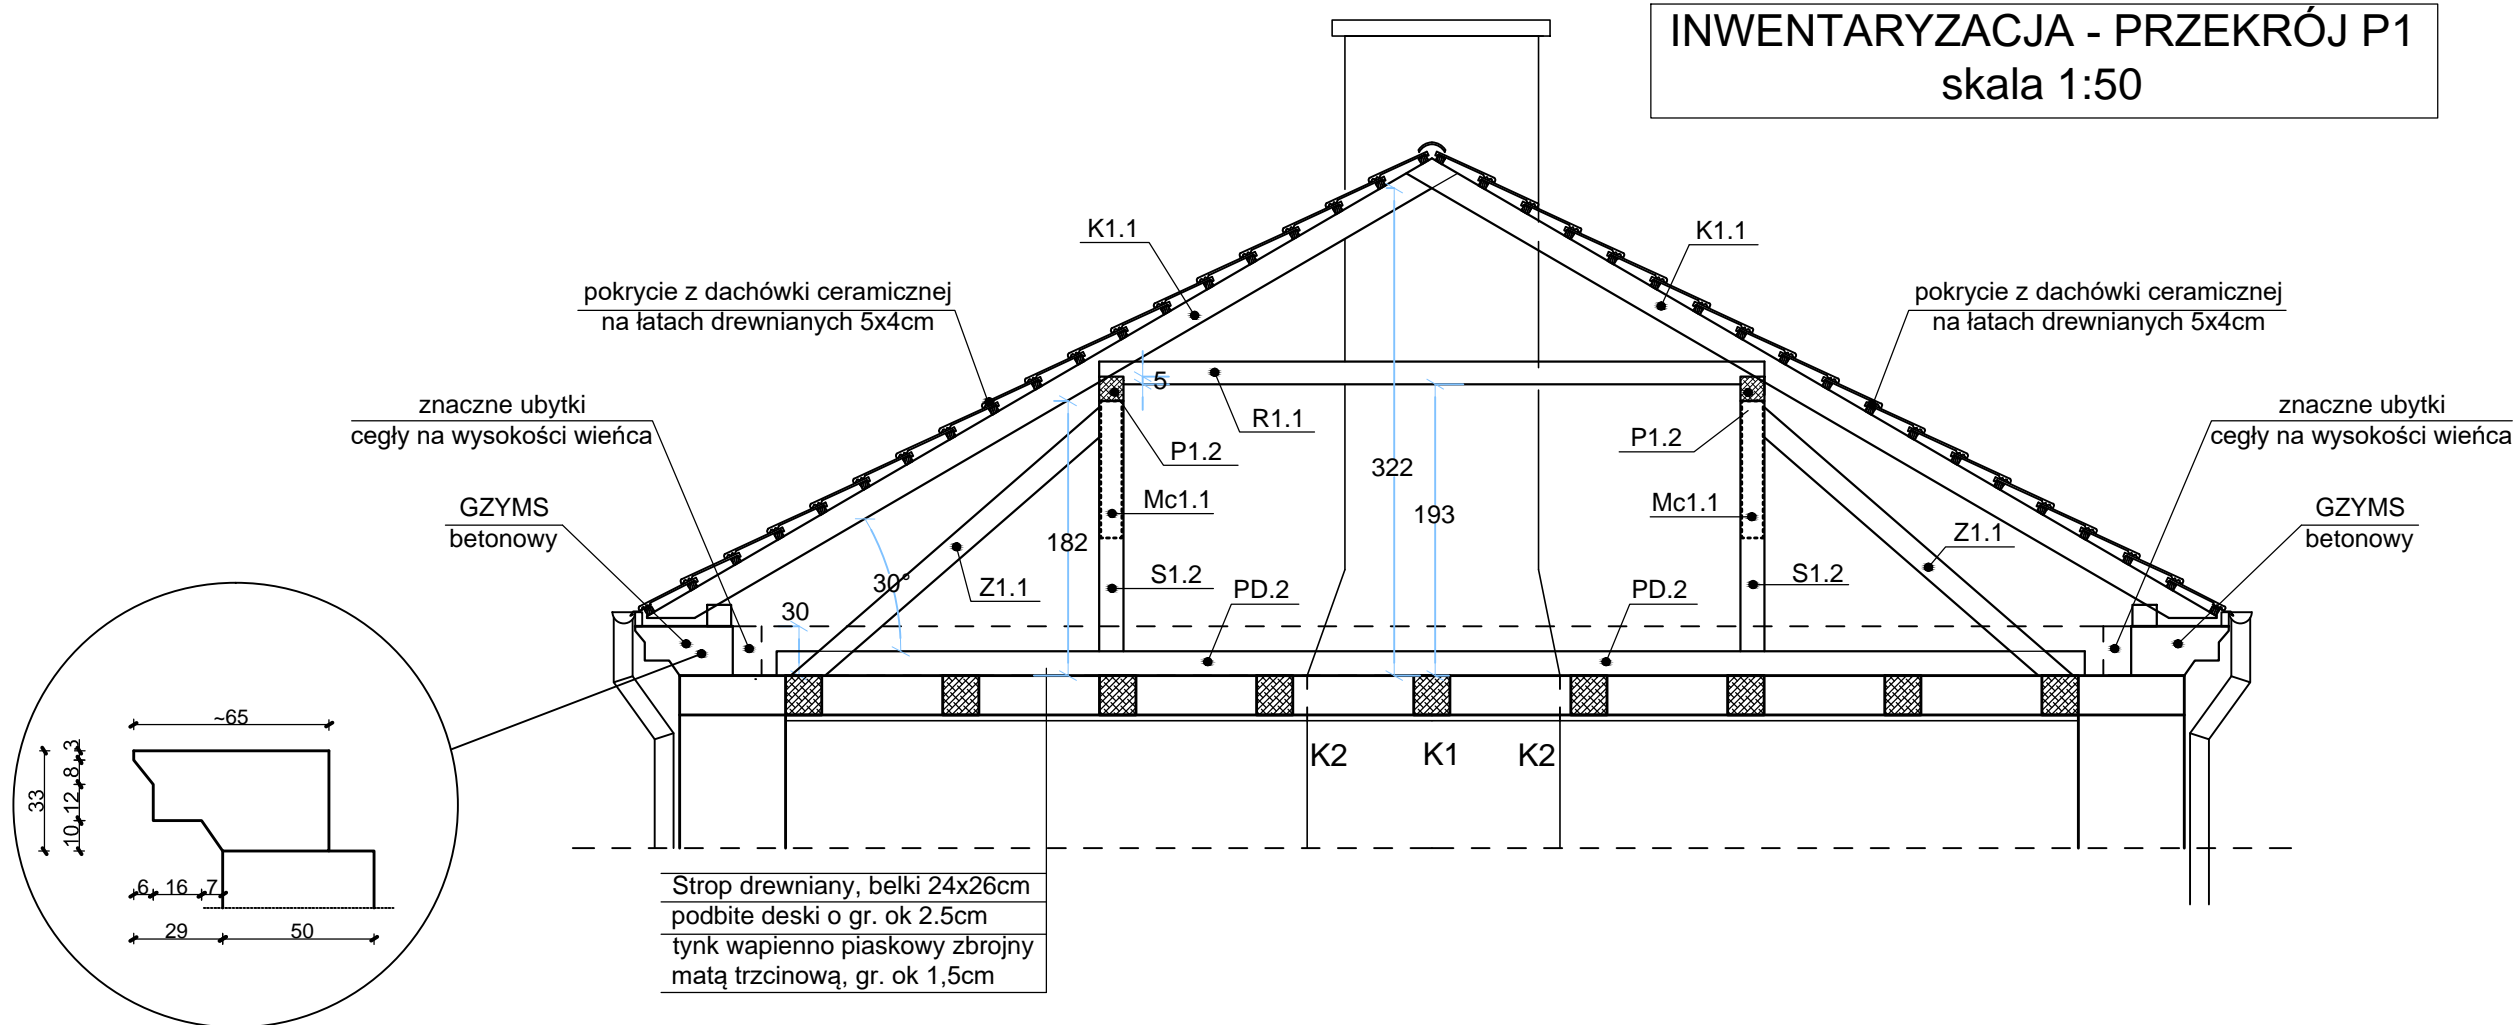 INWENTARYZACJA - PRZEKRÓJ P1
skala 1:50
K1.1
K1.1
pokrycie z dachówki ceramicznej
na łatach drewnianych 5x4cm
pokrycie z dachówki ceramicznej
na łatach drewnianych 5x4cm
5
R1.1
znaczne ubytki
cegły na wysokości wieńca
P1.2
P1.2
znaczne ubytki
cegły na wysokości wieńca
322
193
182
GZYMS
betonowy
Mc1.1
Mc1.1
GZYMS
betonowy
Z1.1
30°
Z1.1
S1.2
S1.2
PD.2
PD.2
30
K2
K1
K2
~65
3
8
12
10
33
6
16
7
29
50
Strop drewniany, belki 24x26cm
podbite deski o gr. ok 2.5cm
tynk wapienno piaskowy zbrojny
matą trzcinową, gr. ok 1,5cm